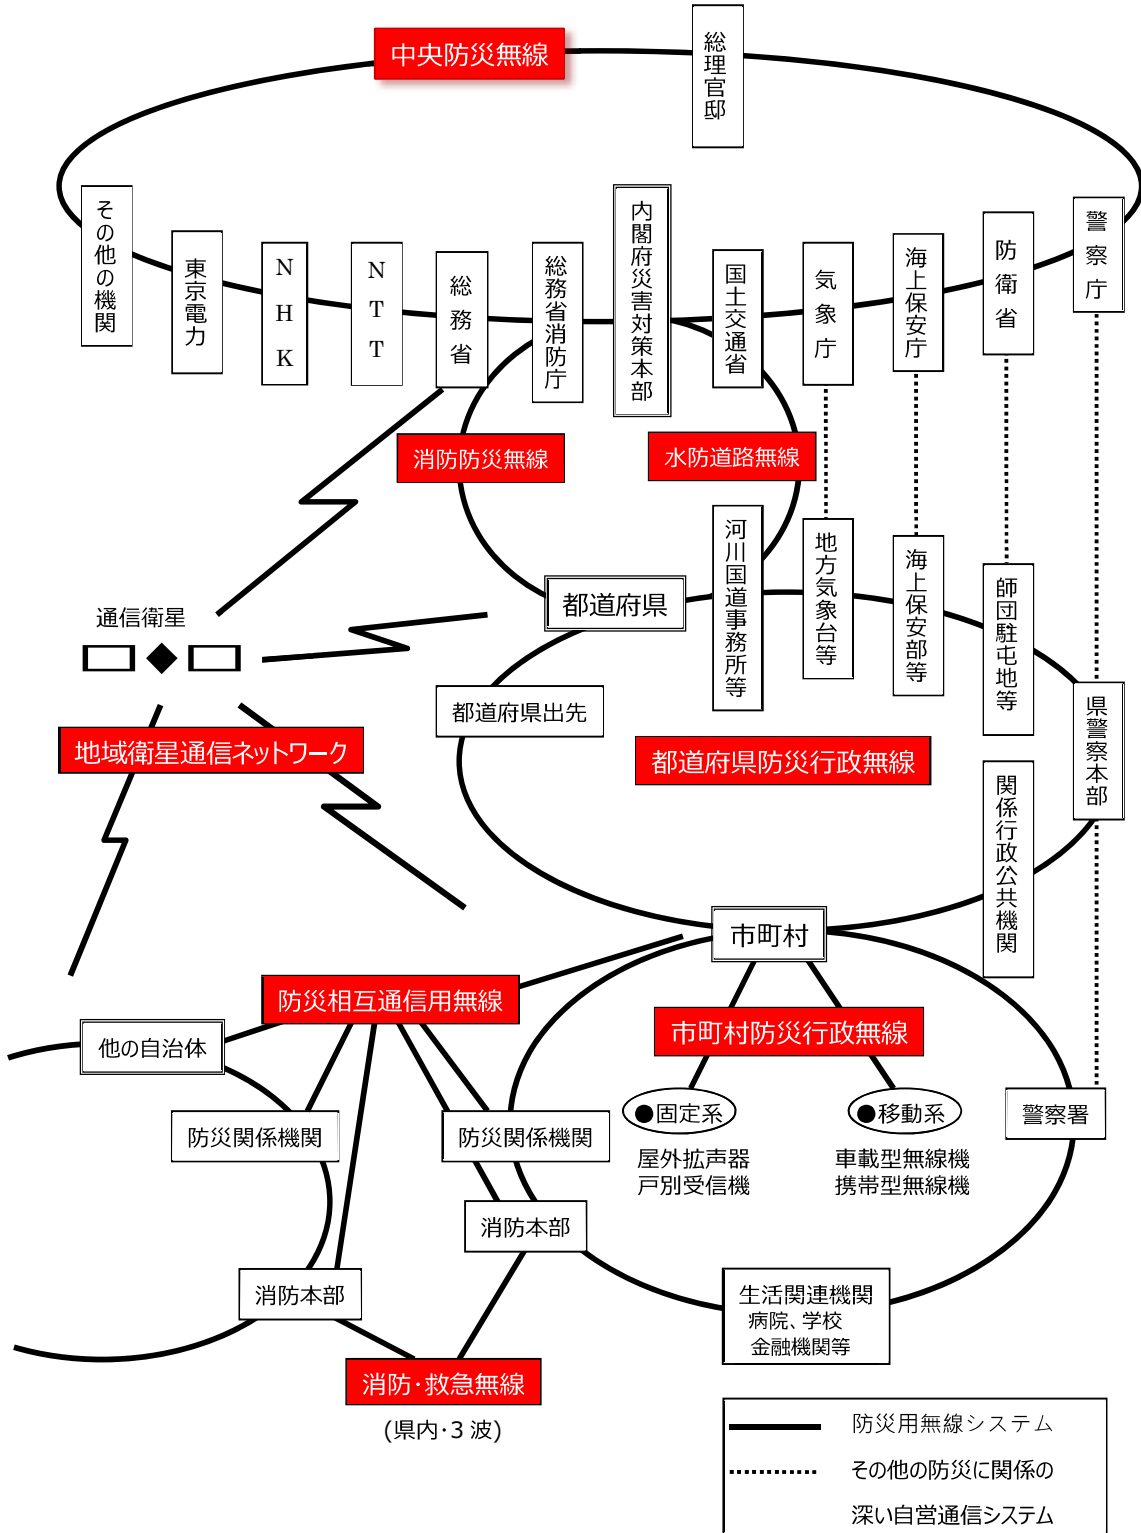 中央防災無線
総理官邸
その他の機関
東京電力
NHK
NTT
総務省
総務省消防庁
内閣府災害対策本部
国土交通省
気象庁
海上保安庁
防衛省
警察庁
消防防災無線
水防道路無線
都道府県
河川国道事務所等
地方気象台等
海上保安部等
師団駐屯地等
県警察本部
通信衛星
都道府県出先
地域衛星通信ネットワーク
都道府県防災行政無線
関係行政公共機関
市町村
防災相互通信用無線
市町村防災行政無線
他の自治体
●固定系
●移動系
警察署
防災関係機関
防災関係機関
屋外拡声器
戸別受信機
車載型無線機
携帯型無線機
消防本部
消防本部
生活関連機関
病院、学校
金融機関等
消防・救急無線
(県内・3 波)
防災用無線システム
その他の防災に関係の
深い自営通信システム